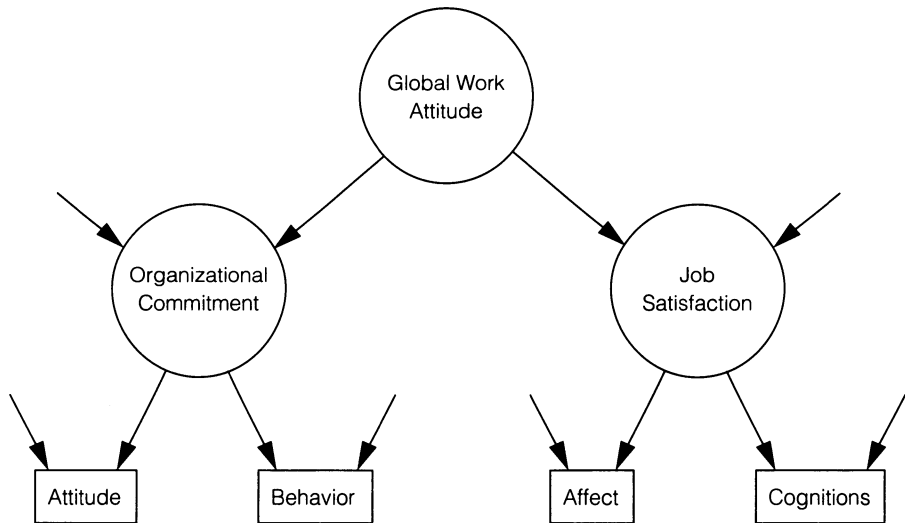 Global Work
Attitude
Organizational
Commitment
Job
Satisfaction
Attitude
Behavior
Affect
Cognitions